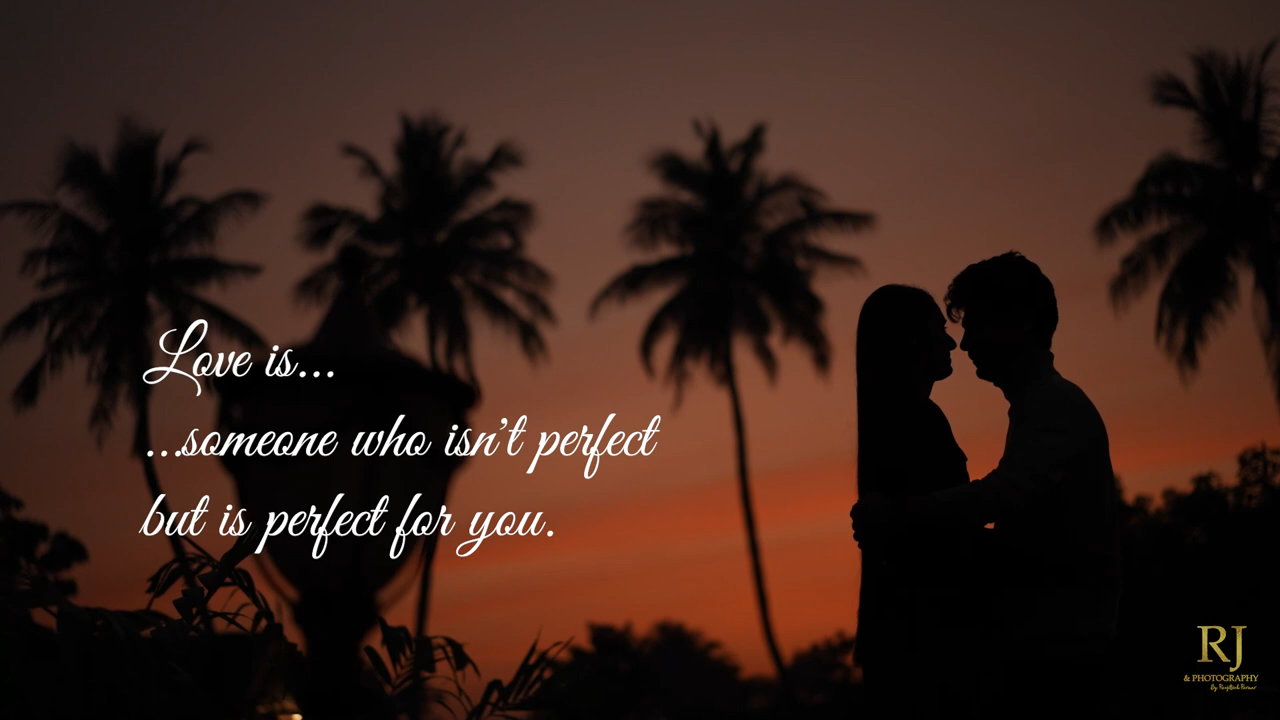 Love is...
...someone who isn't perfect
but is perfect for you.
RJ
& PHOTOGRAPHY